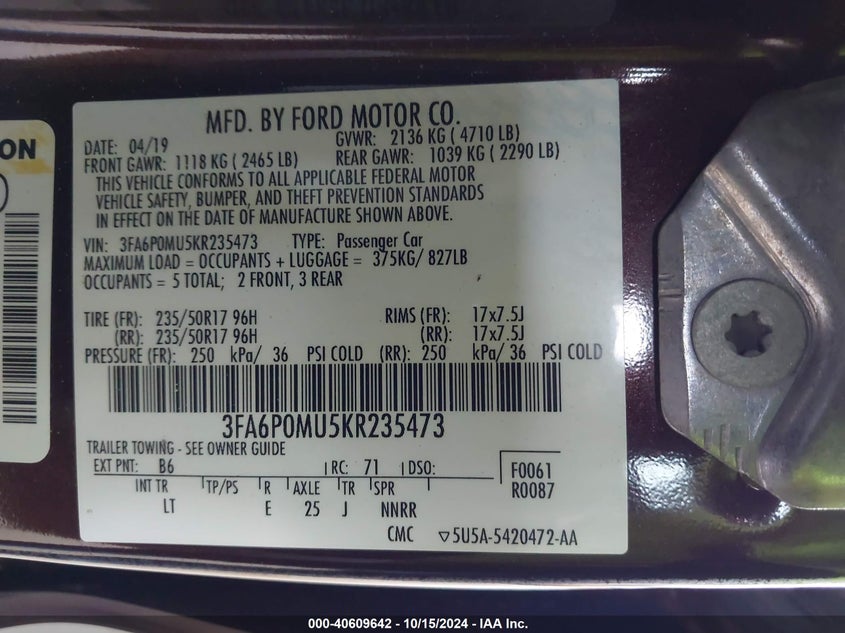 MFD. BY FORD MOTOR CO.
DATE: 04/19 GVWR: 2136 KG ( 4710 LB)
FRONT GAWR: 1118 KG ( 2465 LB) REAR GAWR: 1039 KG ( 2290 LB)
THIS VEHICLE CONFORMS TO ALL APPLICABLE FEDERAL MOTOR
VEHICLE SAFETY, BUMPER, AND THEFT PREVENTION STANDARDS
IN EFFECT ON THE DATE OF MANUFACTURE SHOWN ABOVE.
ON
VIN: 3FA6P0MU5KR235473 TYPE: Passenger Car
MAXIMUM LOAD = OCCUPANTS + LUGGAGE = 375KG/ 827LB
OCCUPANTS = 5 TOTAL; 2 FRONT, 3 REAR
TIRE (FR): 235/50R17 96H RIMS (FR): 17x7.5J
(RR): 235/50R17 96H (RR): 17x7.5J
PRESSURE (FR): 250 kPa/ 36 PSI COLD (RR): 250 kPa/ 36 PSI COLD
3FA6P0MU5KR235473
TRAILER TOWING - SEE OWNER GUIDE
EXT PNT: B6 RC: 71 DSO: F0061
R0087
INT TR TP/PS R AXLE TR SPR
LT E 25 J NNRR
CMC ▽5U5A-5420472-AA
000-40609642 - 10/15/2024 - IAA Inc.